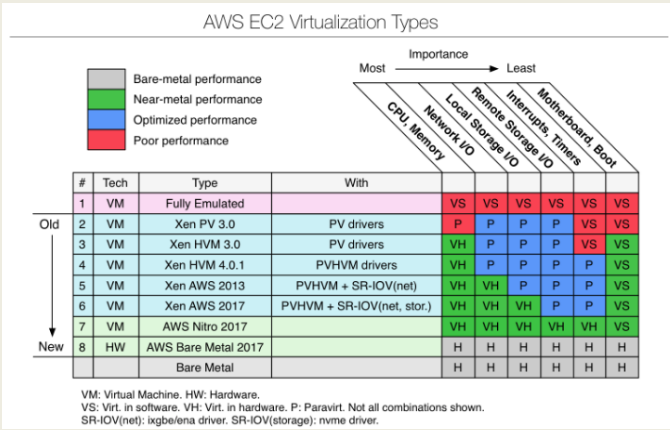 AWS EC2 Virtualization Types
Importance
Most Least
Bare-metal performance
Near-metal performance
Optimized performance
Poor performance
CPU, Memory
Network I/O
Local Storage I/O
Remote Storage I/O
Interrupts, Timers
Motherboard, Boot
# Tech Type With
1 VM Fully Emulated VS VS VS VS VS VS
Old 2 VM Xen PV 3.0 PV drivers P P P P VS VS
3 VM Xen HVM 3.0 PV drivers VH P P P VS VS
4 VM Xen HVM 4.0.1 PVHVM drivers VH P P P P VS
5 VM Xen AWS 2013 PVHVM + SR-IOV(net) VH VH P P P VS
6 VM Xen AWS 2017 PVHVM + SR-IOV(net, stor.) VH VH VH P P VS
7 VM AWS Nitro 2017 VH VH VH VH VH VS
New 8 HW AWS Bare Metal 2017 H H H H H H
Bare Metal H H H H H H
VM: Virtual Machine. HW: Hardware.
VS: Virt. in software. VH: Virt. in hardware. P: Paravirt. Not all combinations shown.
SR-IOV(net): ixgbe/ena driver. SR-IOV(storage): nvme driver.